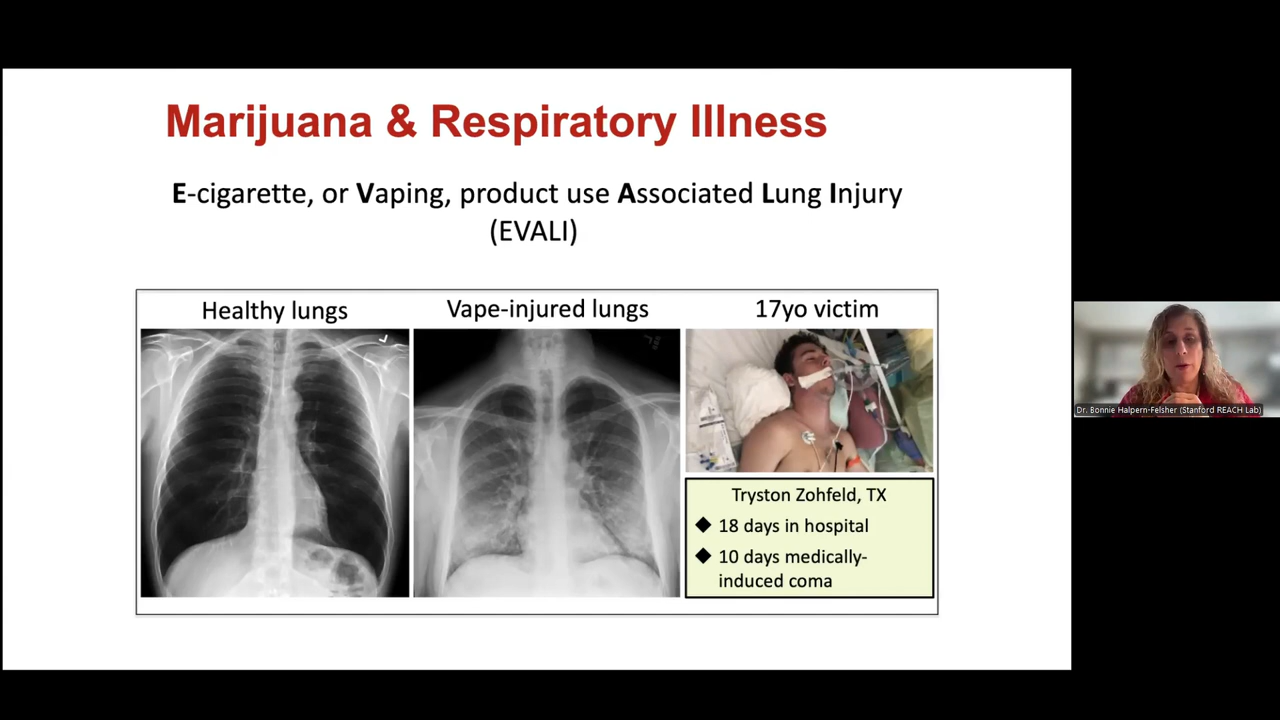 Marijuana & Respiratory Illness
E-cigarette, or Vaping, product use Associated Lung Injury
(EVALI)
Healthy lungs
Vape-injured lungs
17yo victim
Tryston Zohfeld, TX
◆ 18 days in hospital
◆ 10 days medically-
induced coma
Dr. Bonnie Halpern-Felsher (Stanford REACH Lab)